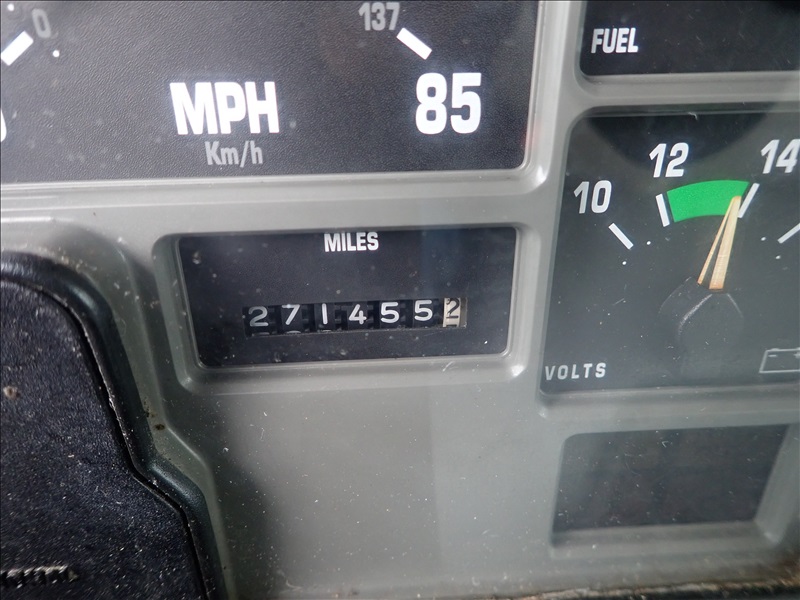 0
137
MPH
85
Km/h
FUEL
12
14
10
MILES
2714552
VOLTS